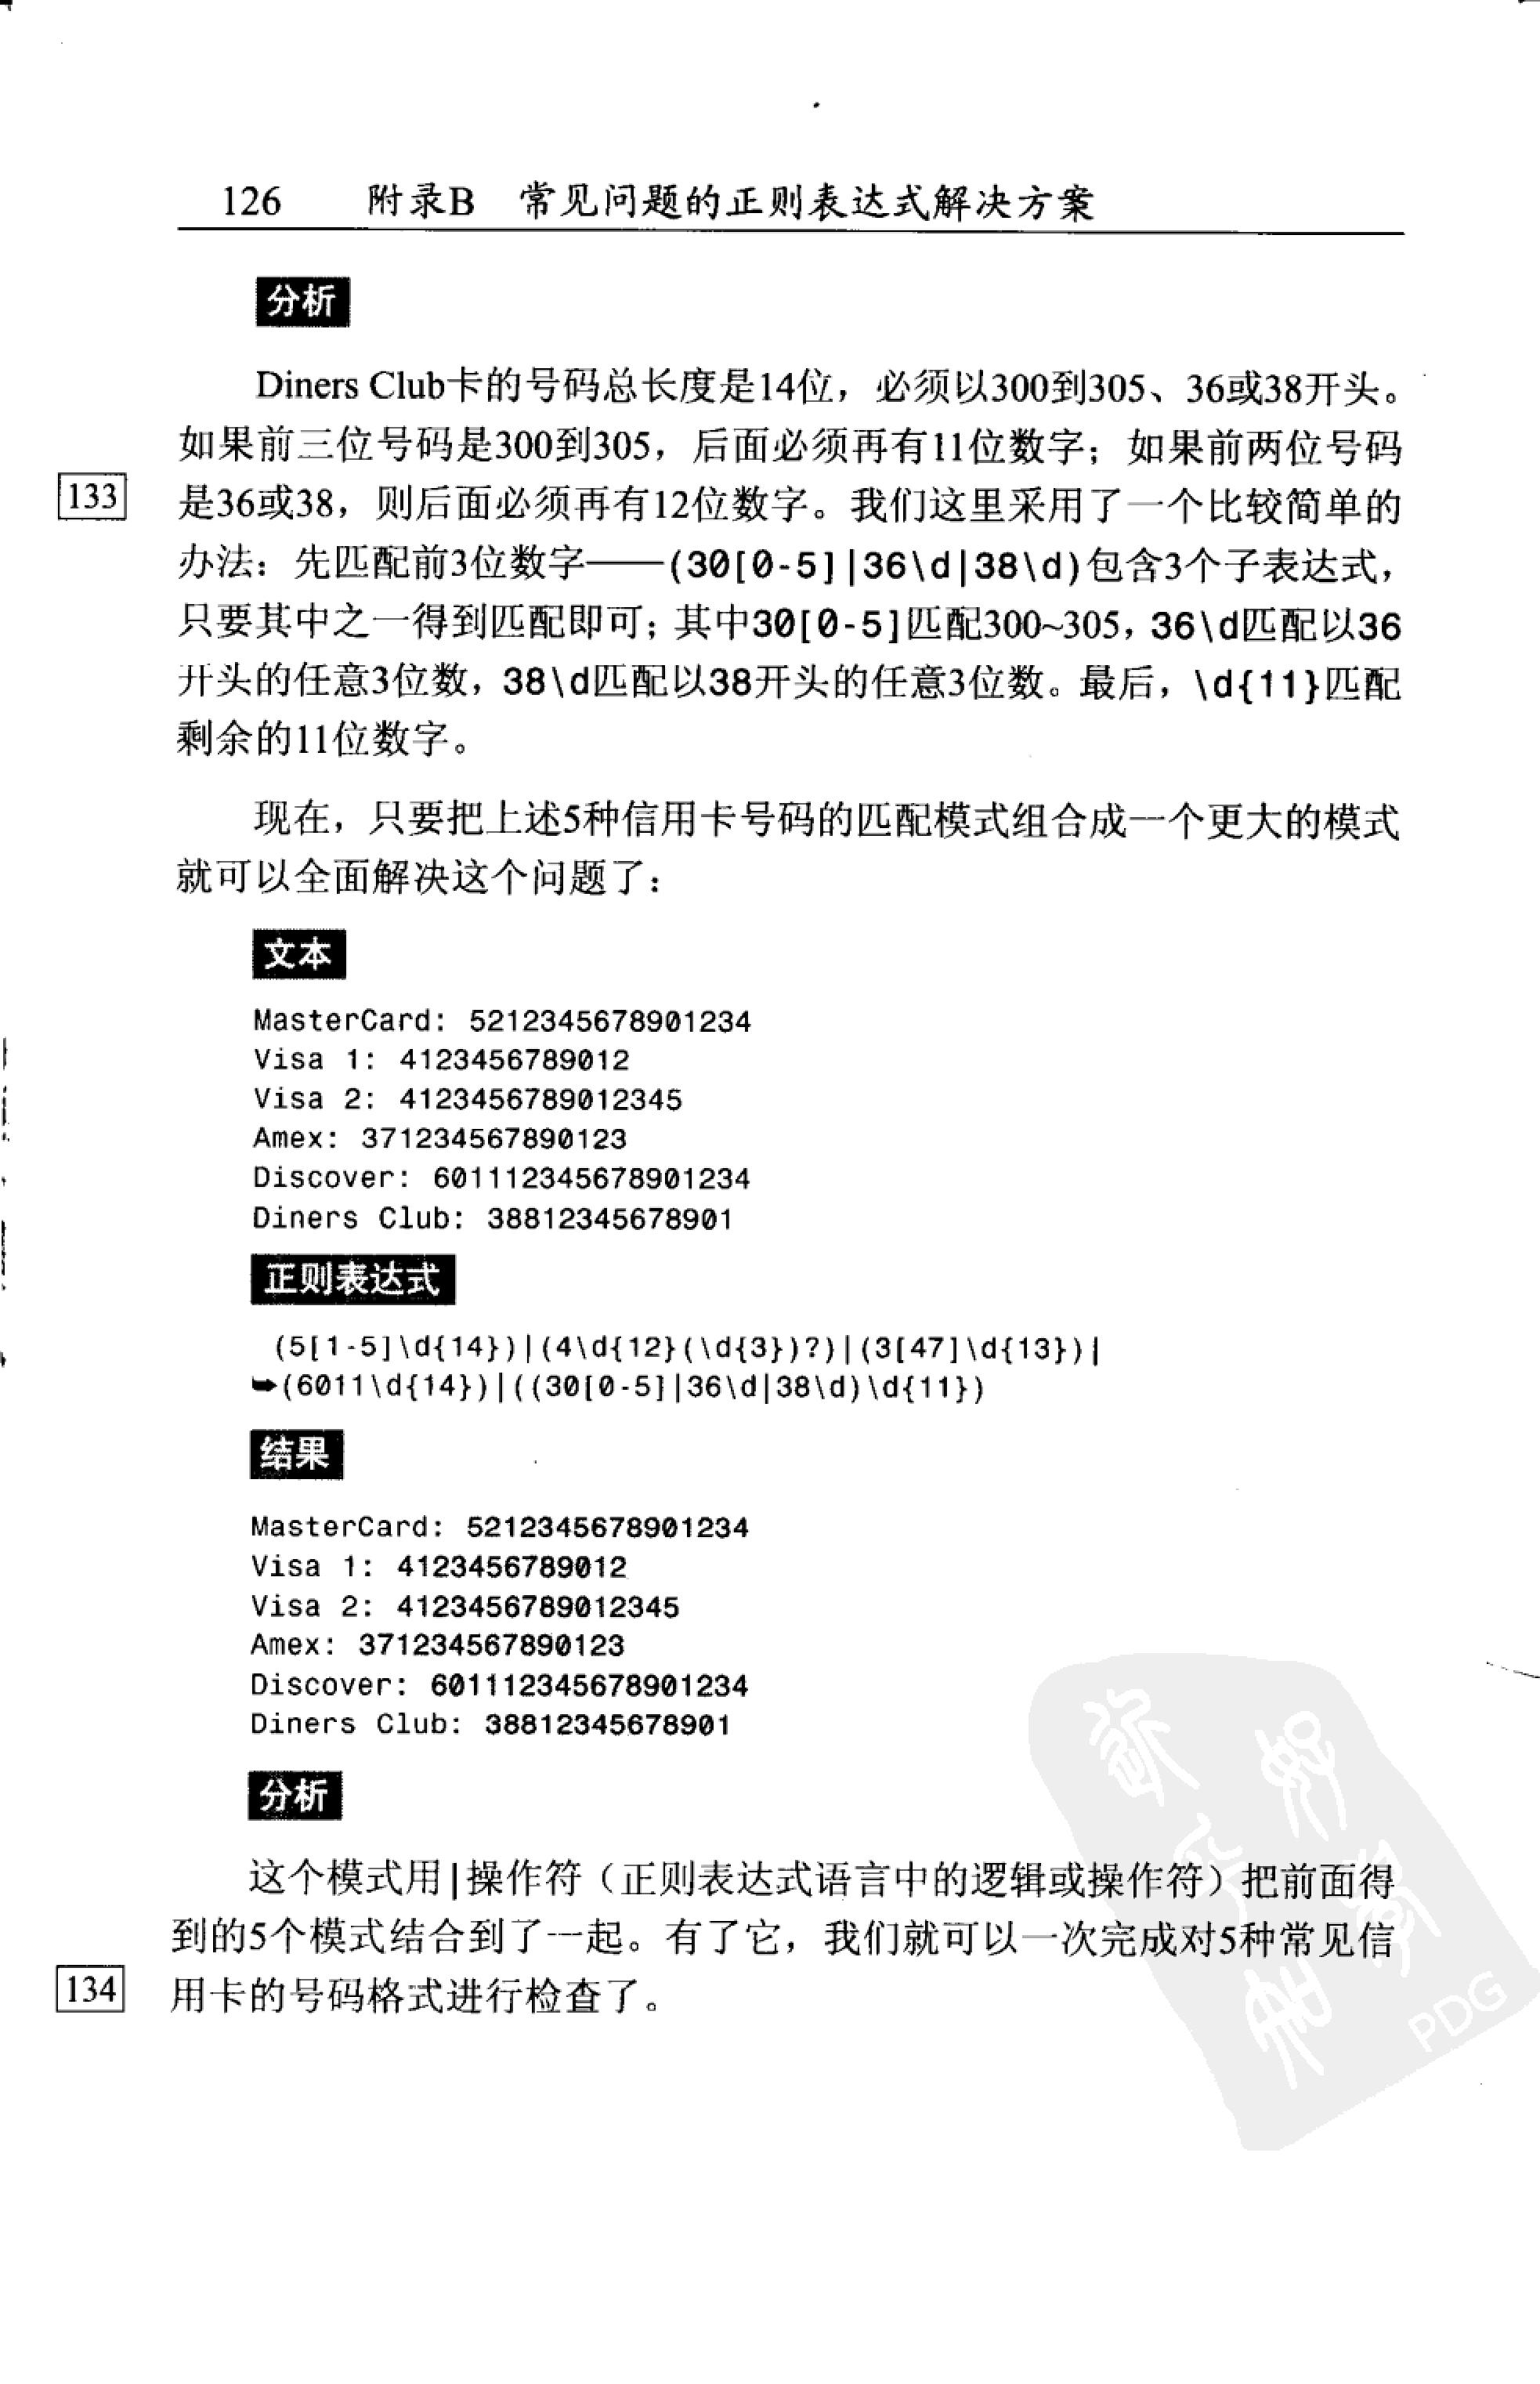 126 附录B 常见问题的正则表达式解决方案
分析
Diners Club卡的号码总长度是14位，必须以300到305、36或38开头。
如果前三位号码是300到305，后面必须再有11位数字；如果前两位号码
133
是36或38，则后面必须再有12位数字。我们这里采用了一个比较简单的
办法：先匹配前3位数字——(30[0-5]|36\d|38\d)包含3个子表达式，
只要其中之一得到匹配即可；其中30[0-5]匹配300~305，36\d匹配以36
开头的任意3位数，38\d匹配以38开头的任意3位数。最后，\d{11}匹配
剩余的11位数字。
现在，只要把上述5种信用卡号码的匹配模式组合成一个更大的模式
就可以全面解决这个问题了：
文本
MasterCard: 5212345678901234
Visa 1: 4123456789012
Visa 2: 4123456789012345
Amex: 371234567890123
Discover: 601112345678901234
Diners Club: 38812345678901
正则表达式
(5[1-5]\d{14})|(4\d{12}(\d{3})?)|(3[47]\d{13})|
➥(6011\d{14})|((30[0-5]|36\d|38\d)\d{11})
结果
MasterCard: 5212345678901234
Visa 1: 4123456789012
Visa 2: 4123456789012345
Amex: 371234567890123
Discover: 601112345678901234
Diners Club: 38812345678901
分析
这个模式用|操作符（正则表达式语言中的逻辑或操作符）把前面得
到的5个模式结合到了一起。有了它，我们就可以一次完成对5种常见信
134
用卡的号码格式进行检查了。
PDG